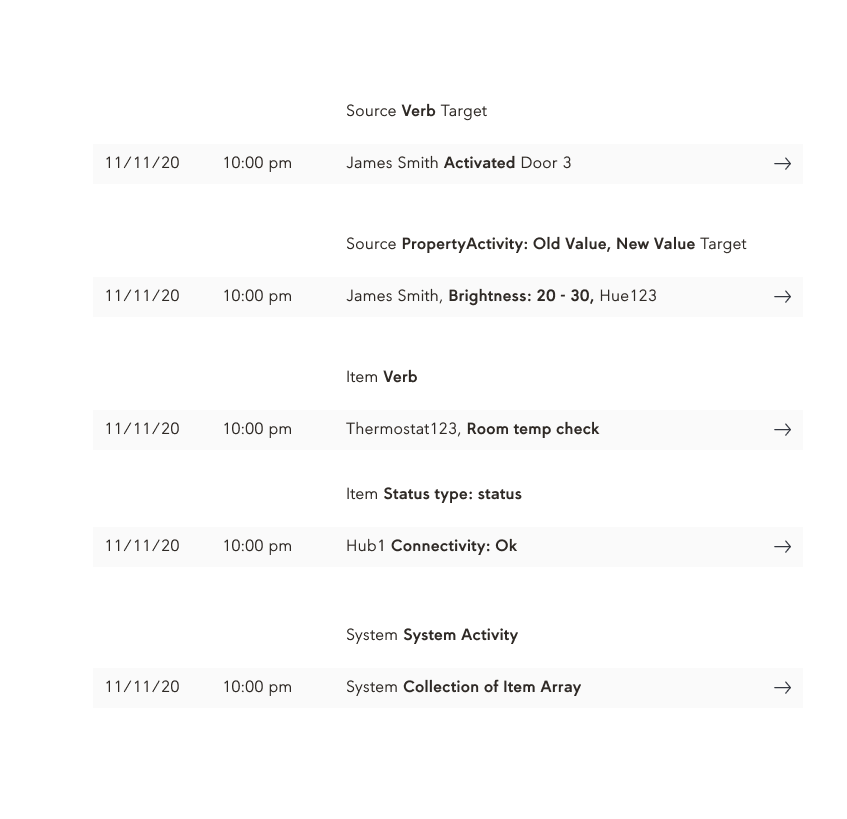 Source Verb Target
11/11/20 10:00 pm James Smith Activated Door 3 →
Source PropertyActivity: Old Value, New Value Target
11/11/20 10:00 pm James Smith, Brightness: 20 - 30, Hue123 →
Item Verb
11/11/20 10:00 pm Thermostat123, Room temp check →
Item Status type: status
11/11/20 10:00 pm Hub1 Connectivity: Ok →
System System Activity
11/11/20 10:00 pm System Collection of Item Array →